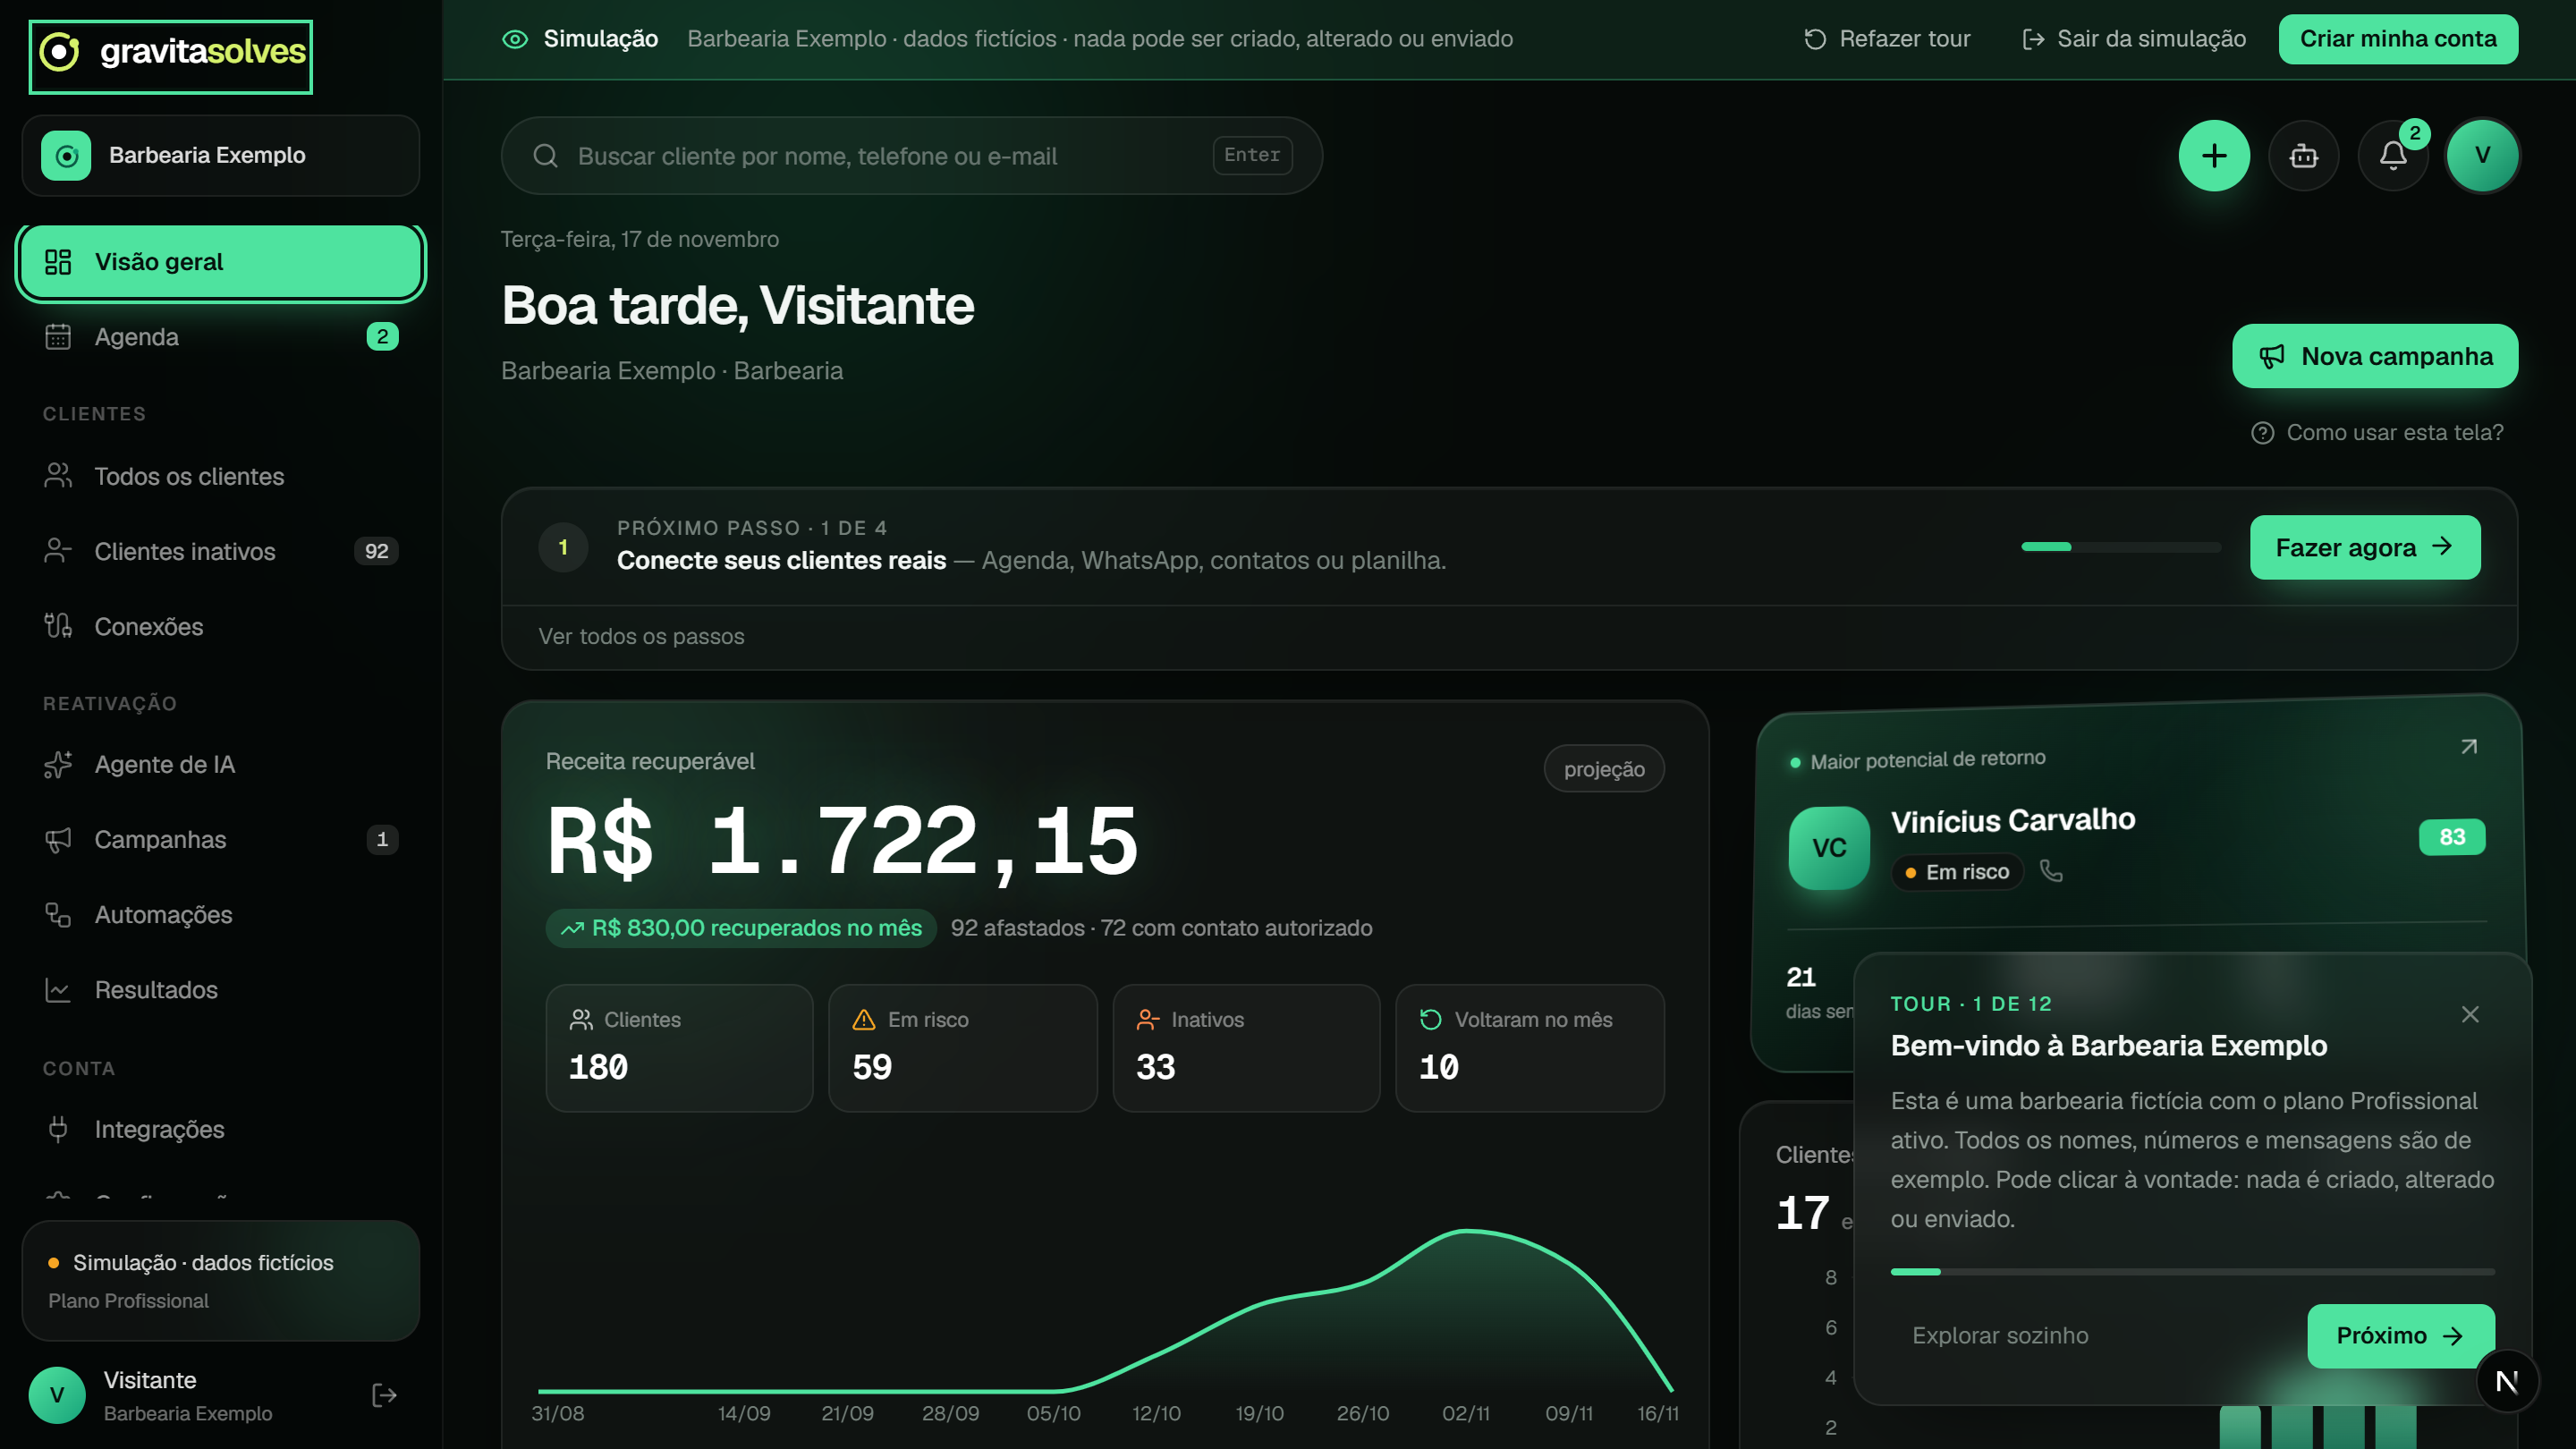 gravitasolves
Barbearia Exemplo
Visão geral
Agenda 2
CLIENTES
Todos os clientes
Clientes inativos 92
Conexões
REATIVAÇÃO
Agente de IA
Campanhas 1
Automações
Resultados
CONTA
Integrações
Simulação · dados fictícios
Plano Profissional
V
Visitante
Barbearia Exemplo
Simulação Barbearia Exemplo · dados fictícios · nada pode ser criado, alterado ou enviado
Refazer tour
Sair da simulação
Criar minha conta
Buscar cliente por nome, telefone ou e-mail Enter
2
V
Terça-feira, 17 de novembro
Boa tarde, Visitante
Barbearia Exemplo · Barbearia
Nova campanha
Como usar esta tela?
1
PRÓXIMO PASSO · 1 DE 4
Conecte seus clientes reais — Agenda, WhatsApp, contatos ou planilha.
Fazer agora
Ver todos os passos
Receita recuperável
projeção
R$ 1.722,15
R$ 830,00 recuperados no mês 92 afastados · 72 com contato autorizado
Clientes
180
Em risco
59
Inativos
33
Voltaram no mês
10
31/08 14/09 21/09 28/09 05/10 12/10 19/10 26/10 02/11 09/11 16/11
Maior potencial de retorno
VC
Vinícius Carvalho
Em risco
83
21
dias
Clientes
17
8
6
4
2
TOUR · 1 DE 12
Bem-vindo à Barbearia Exemplo
Esta é uma barbearia fictícia com o plano Profissional
ativo. Todos os nomes, números e mensagens são de
exemplo. Pode clicar à vontade: nada é criado, alterado
ou enviado.
Explorar sozinho
Próximo
N